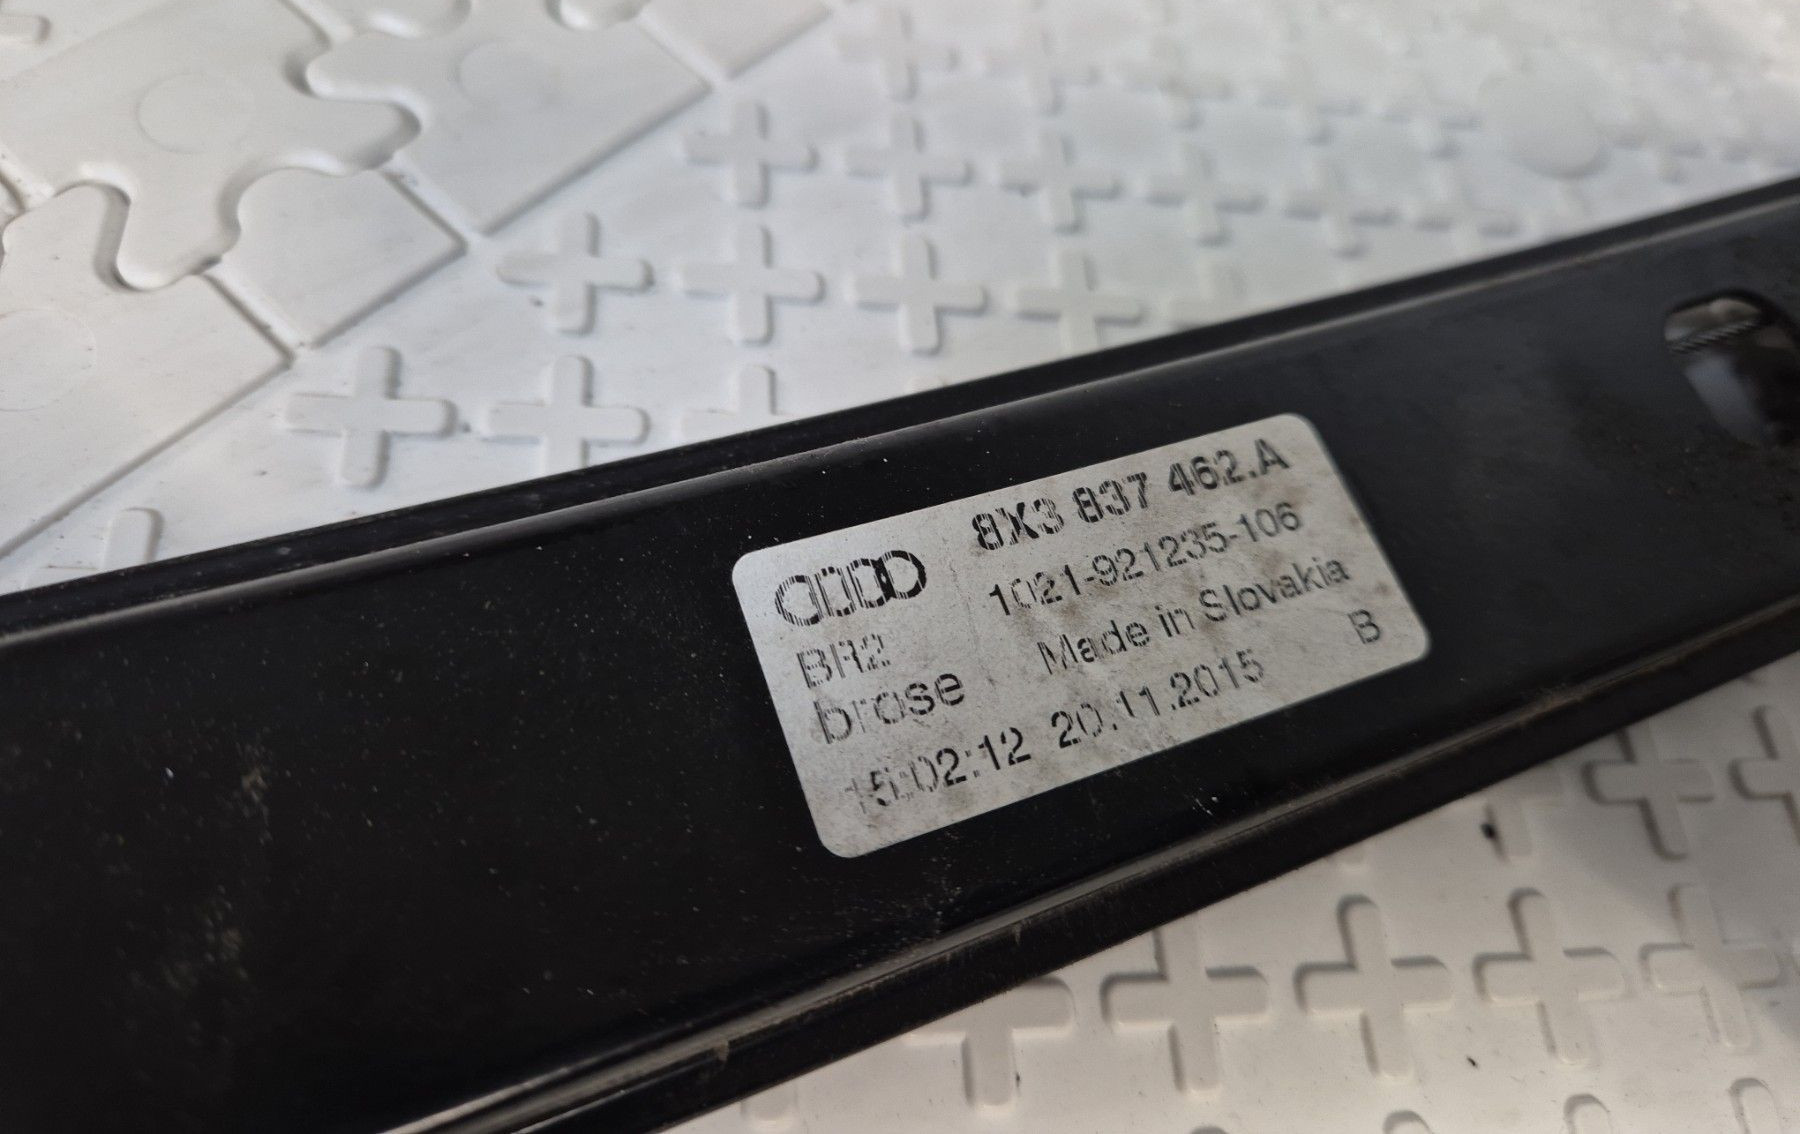 8X3 837 462.A
1021-921235-106
BR2
brose Made in Slovakia
15:02:12 20.11.2015 B